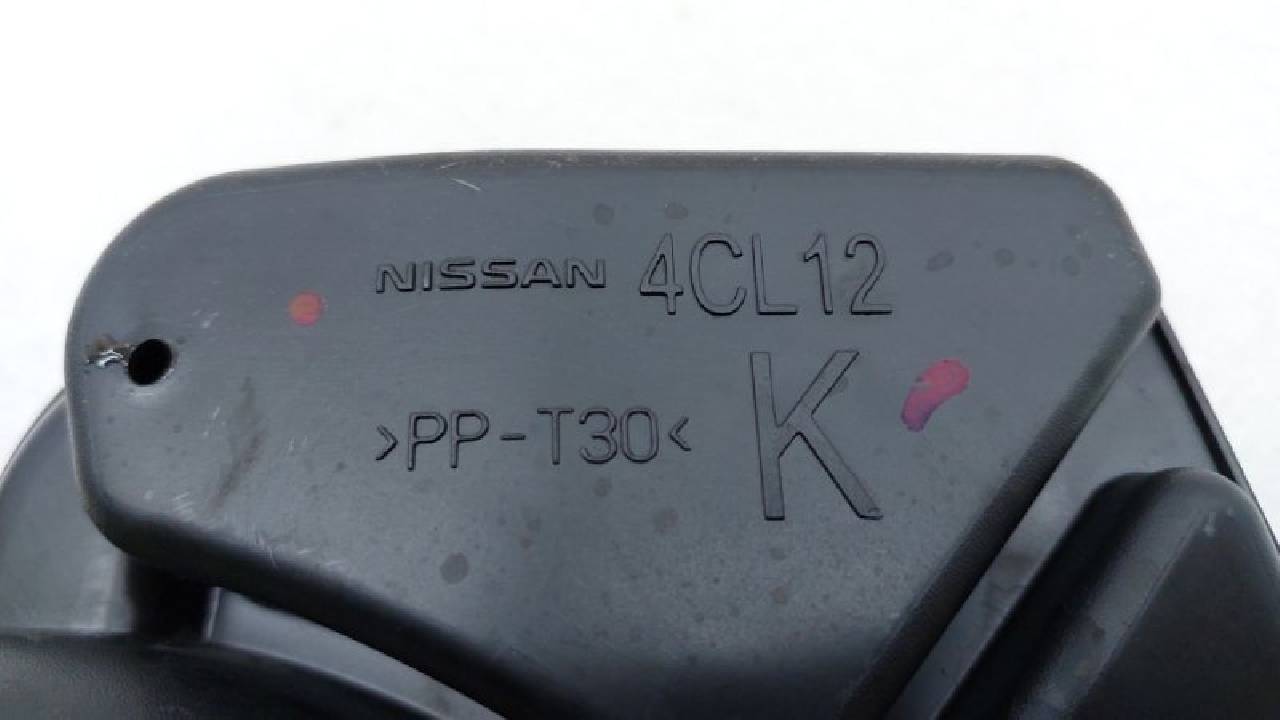 NISSAN 4CL12
>PP-T30<
K